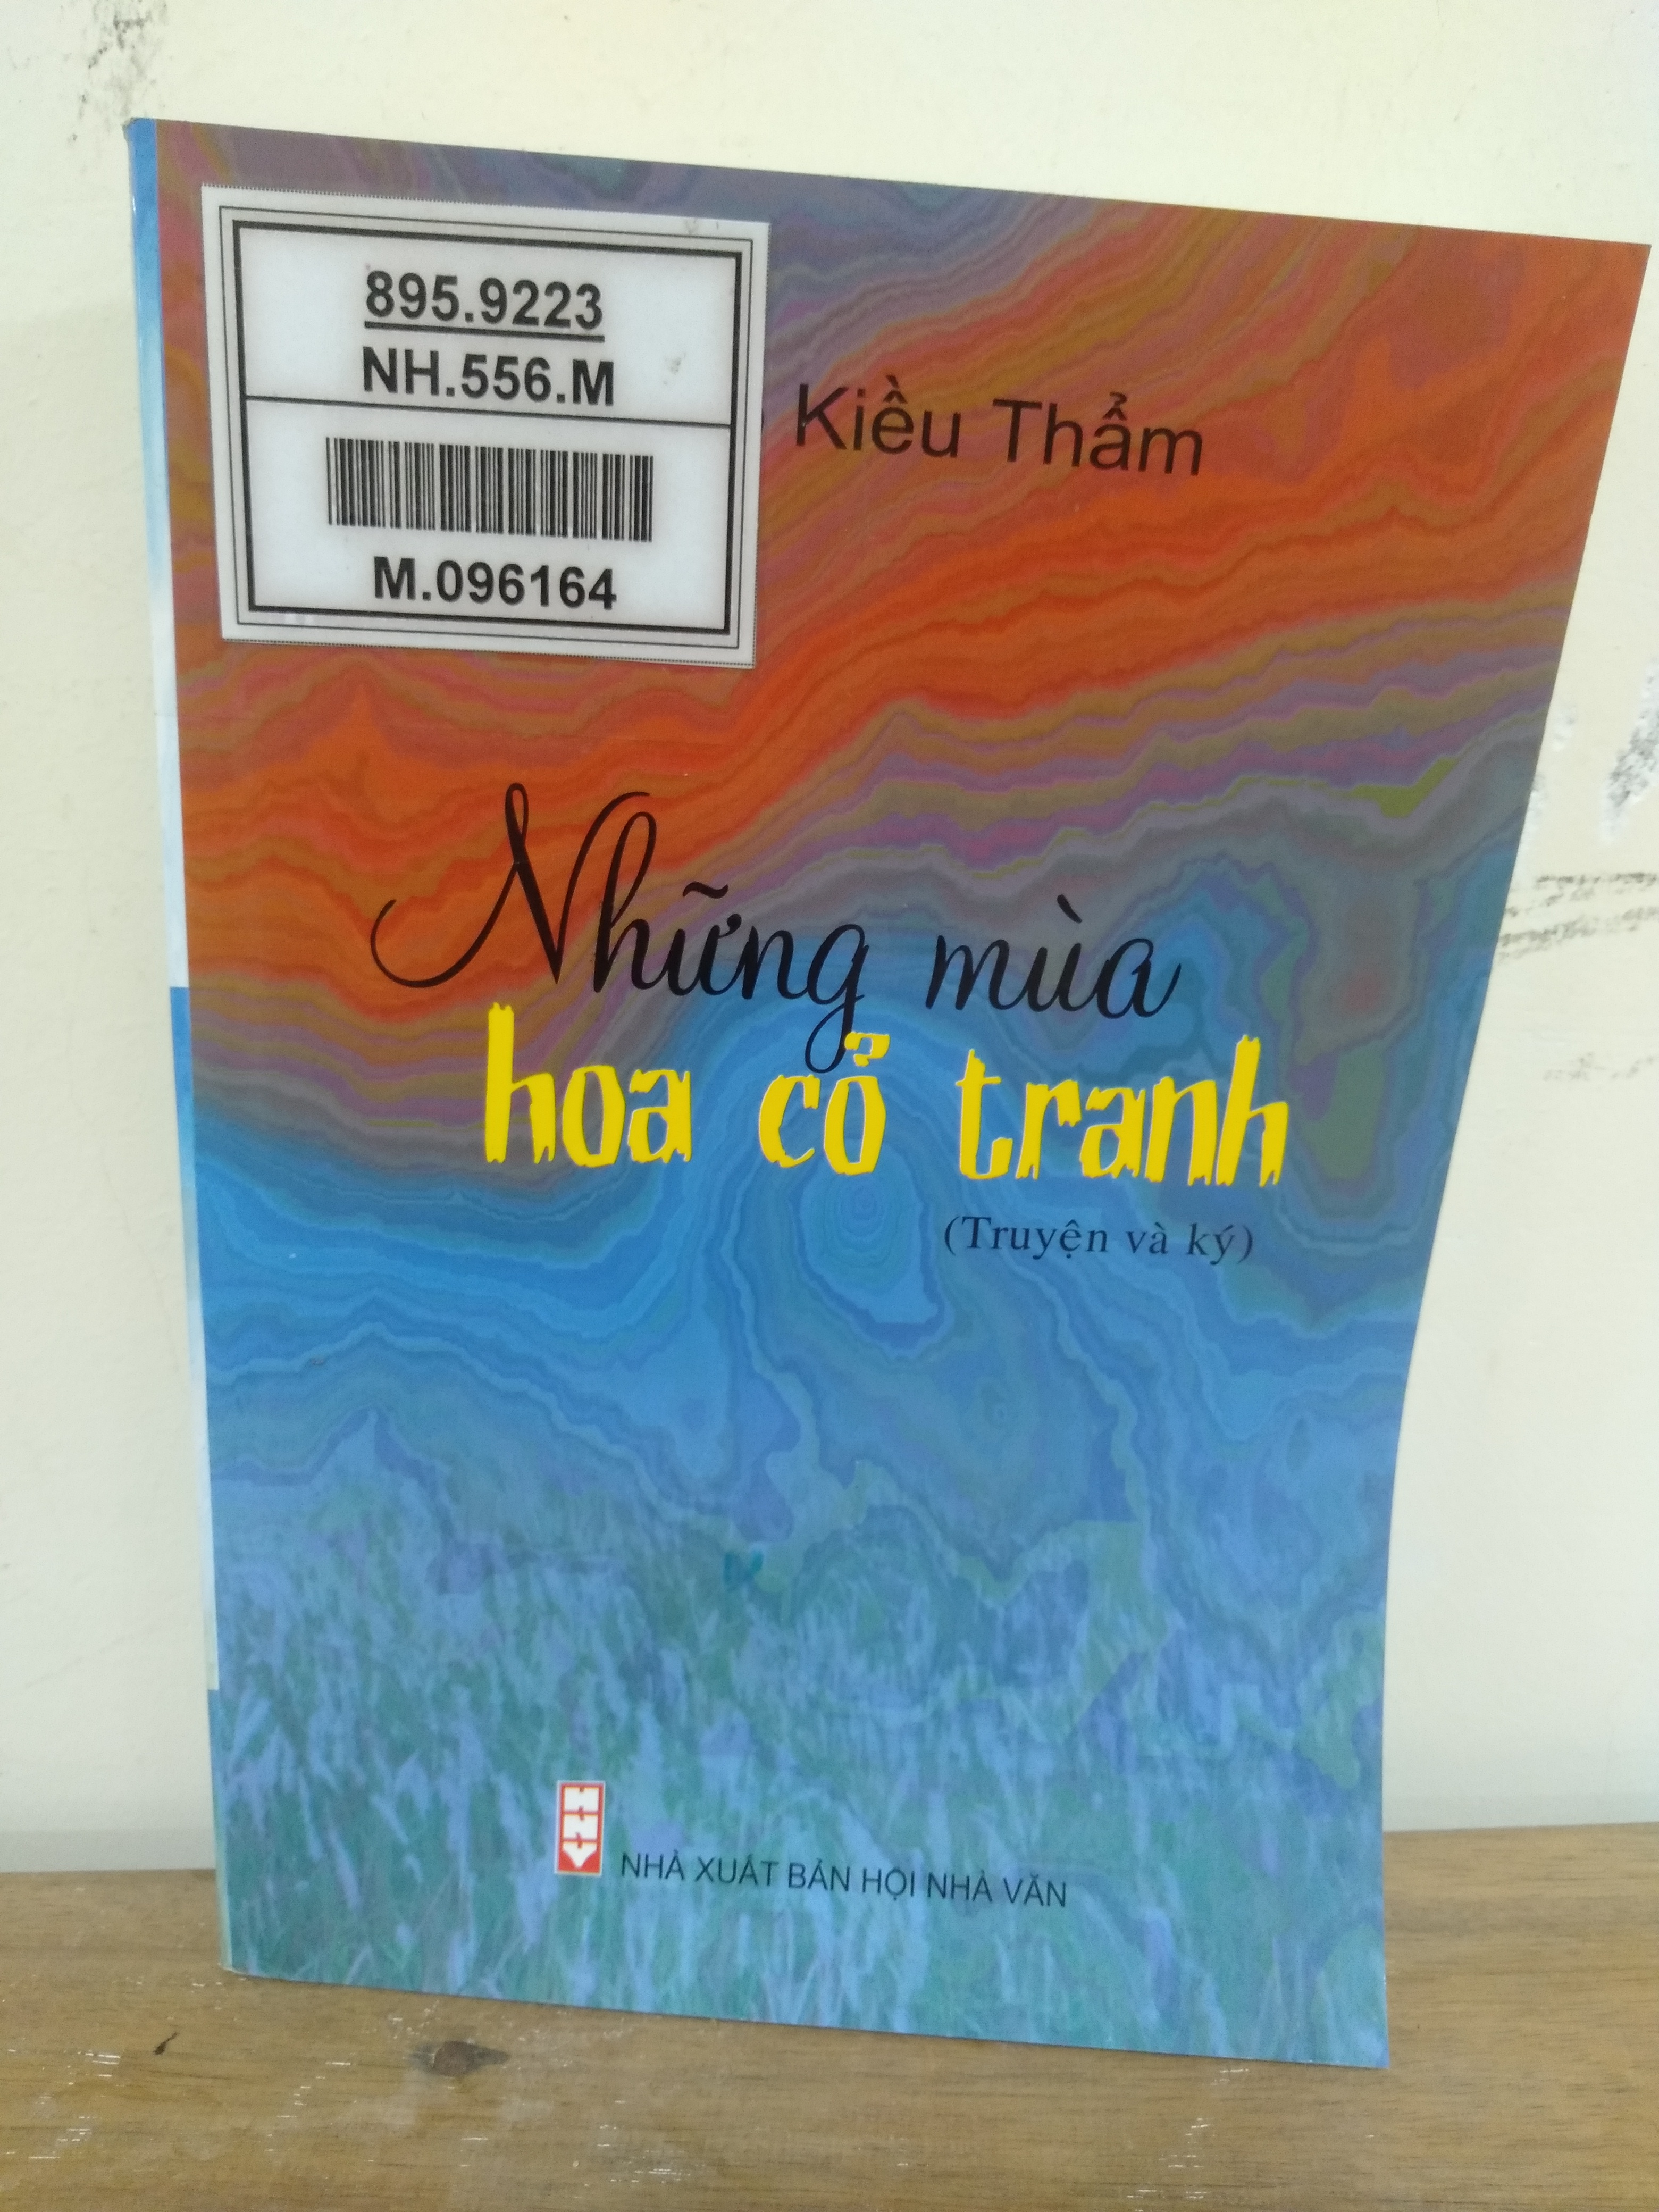 895.9223
NH.556.M
M.096164
Kiều Thẩm
Những mùa
hoa cỏ tranh
(Truyện và ký)
HNV
NHÀ XUẤT BẢN HỘI NHÀ VĂN